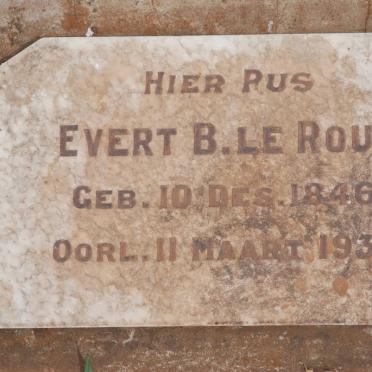 HIER RUS
EVERT B. LE ROU
GEB. 10 DES. 1846
OORL. 11 MAART 193